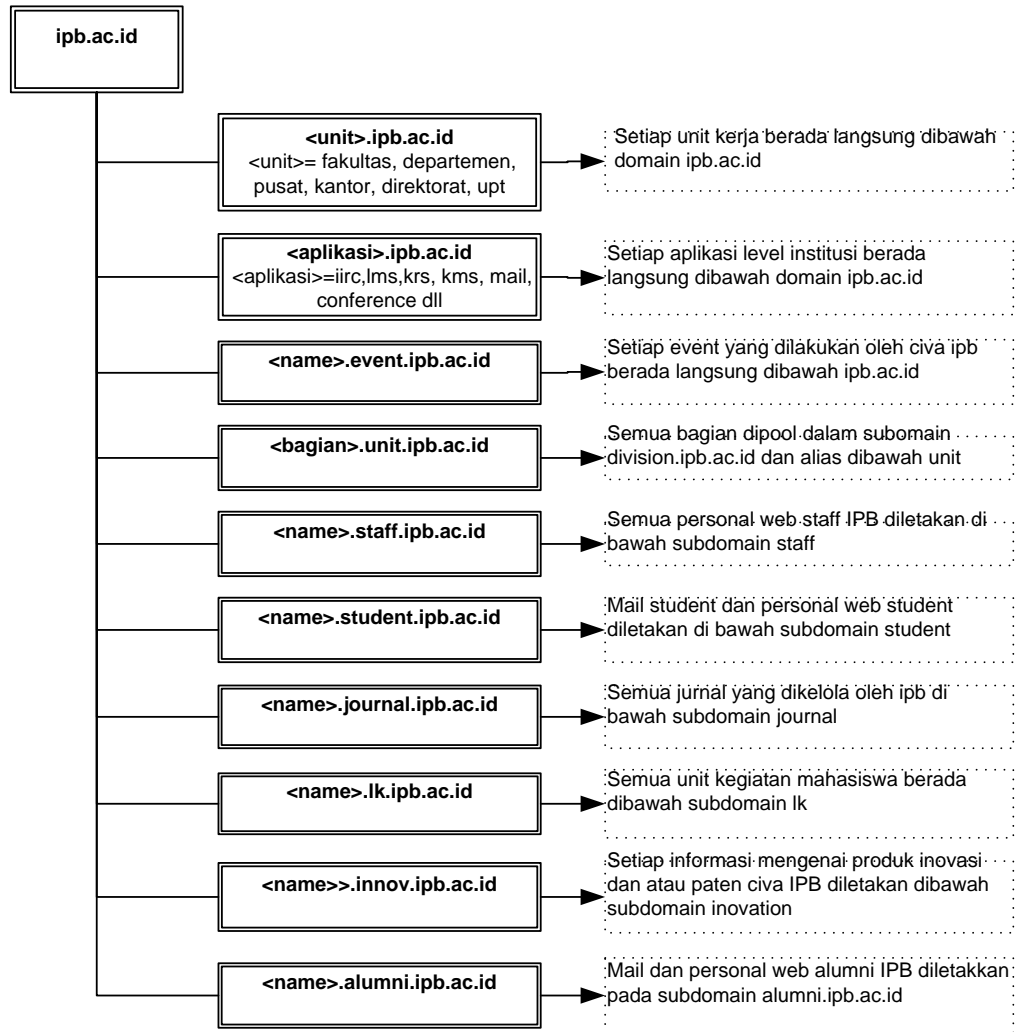 ipb.ac.id
<unit>.ipb.ac.id
<unit>= fakultas, departemen,
pusat, kantor, direktorat, upt
Setiap unit kerja berada langsung dibawah
domain ipb.ac.id
<aplikasi>.ipb.ac.id
<aplikasi>=iirc,lms,krs, kms, mail,
conference dll
Setiap aplikasi level institusi berada
langsung dibawah domain ipb.ac.id
<name>.event.ipb.ac.id
Setiap event yang dilakukan oleh civa ipb
berada langsung dibawah ipb.ac.id
<bagian>.unit.ipb.ac.id
Semua bagian dipool dalam subomain
division.ipb.ac.id dan alias dibawah unit
<name>.staff.ipb.ac.id
Semua personal web staff IPB diletakan di
bawah subdomain staff
<name>.student.ipb.ac.id
Mail student dan personal web student
diletakan di bawah subdomain student
<name>.journal.ipb.ac.id
Semua jurnal yang dikelola oleh ipb di
bawah subdomain journal
<name>.lk.ipb.ac.id
Semua unit kegiatan mahasiswa berada
dibawah subdomain lk
<name>>.innov.ipb.ac.id
Setiap informasi mengenai produk inovasi
dan atau paten civa IPB diletakan dibawah
subdomain inovation
<name>.alumni.ipb.ac.id
Mail dan personal web alumni IPB diletakkan
pada subdomain alumni.ipb.ac.id